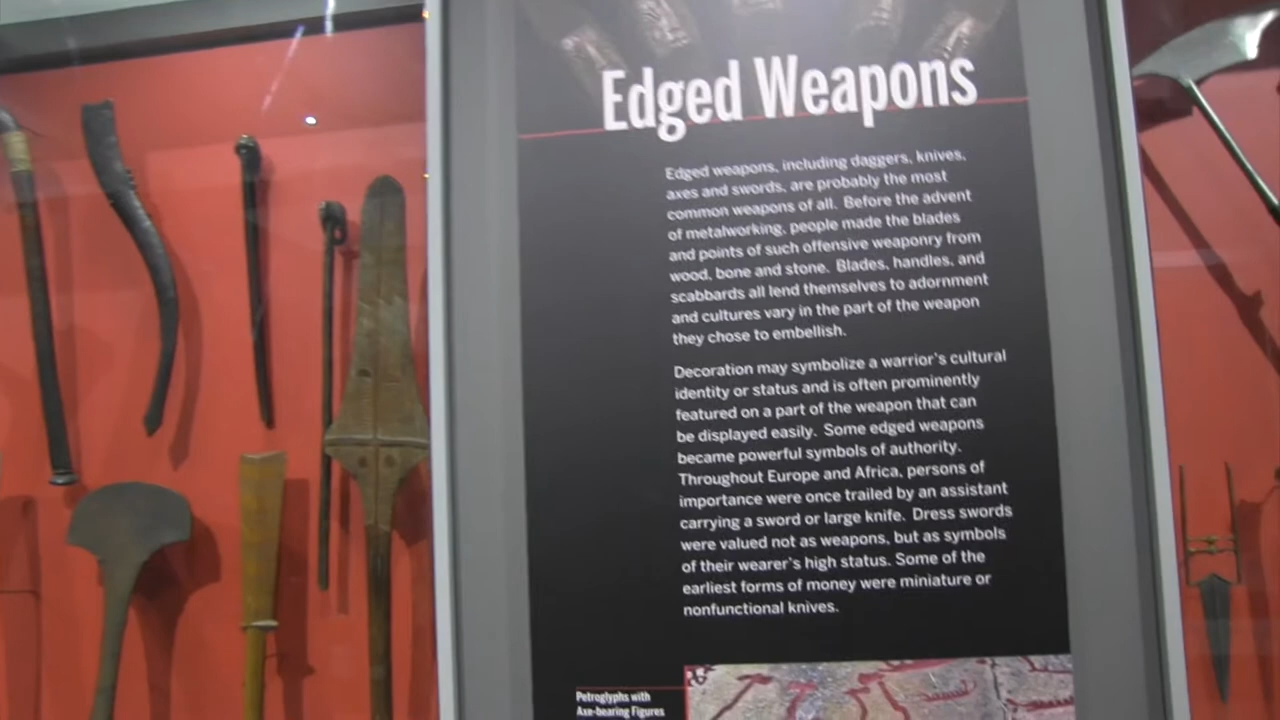 Edged Weapons
Edged weapons, including daggers, knives,
axes and swords, are probably the most
common weapons of all. Before the advent
of metalworking, people made the blades
and points of such offensive weaponry from
wood, bone and stone. Blades, handles, and
scabbards all lend themselves to adornment
and cultures vary in the part of the weapon
they chose to embellish.
Decoration may symbolize a warrior's cultural
identity or status and is often prominently
featured on a part of the weapon that can
be displayed easily. Some edged weapons
became powerful symbols of authority.
Throughout Europe and Africa, persons of
importance were once trailed by an assistant
carrying a sword or large knife. Dress swords
were valued not as weapons, but as symbols
of their wearer's high status. Some of the
earliest forms of money were miniature or
nonfunctional knives.
Petroglyphs with
Axe-bearing Figures